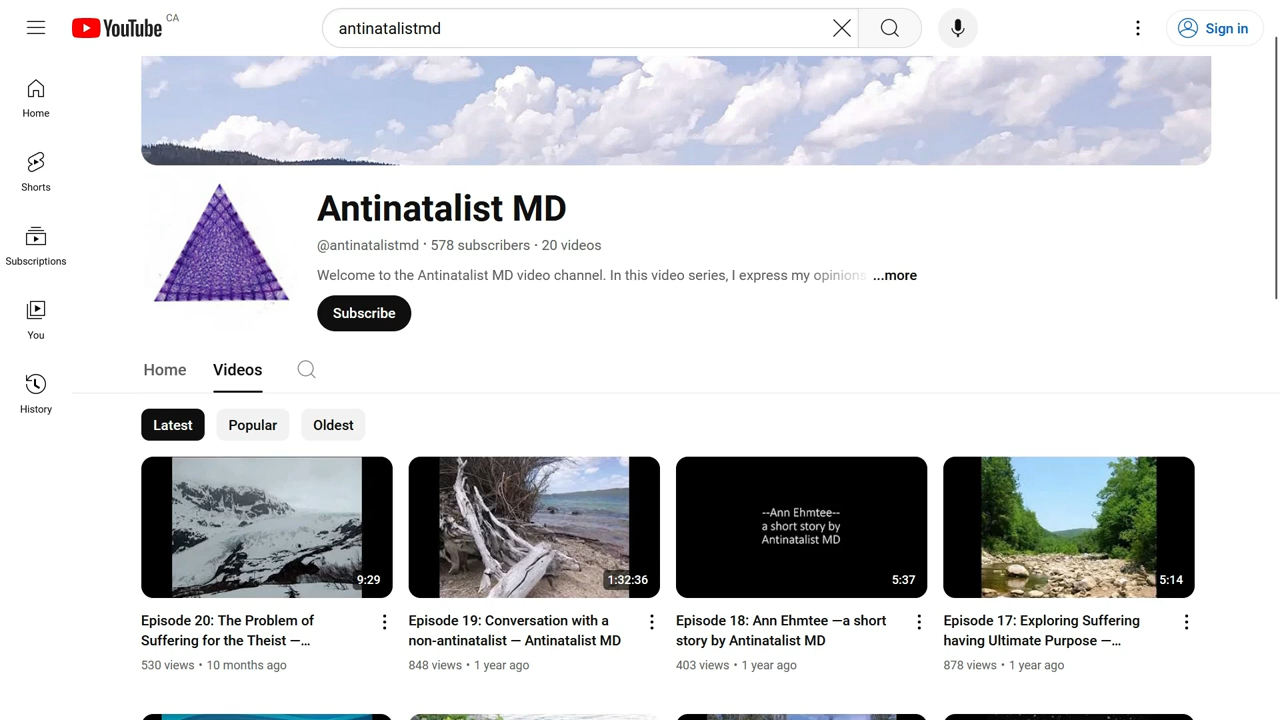 YouTube CA
antinatalistmd
Sign in
Home
Shorts
Subscriptions
You
History
Antinatalist MD
@antinatalistmd • 578 subscribers • 20 videos
Welcome to the Antinatalist MD video channel. In this video series, I express my opinions ...more
Subscribe
Home Videos
Latest Popular Oldest
9:29
1:32:36
--Ann Ehmtee--
a short story by
Antinatalist MD
5:37
5:14
Episode 20: The Problem of
Suffering for the Theist —...
530 views • 10 months ago
Episode 19: Conversation with a
non-antinatalist — Antinatalist MD
848 views • 1 year ago
Episode 18: Ann Ehmtee —a short
story by Antinatalist MD
403 views • 1 year ago
Episode 17: Exploring Suffering
having Ultimate Purpose —...
878 views • 1 year ago